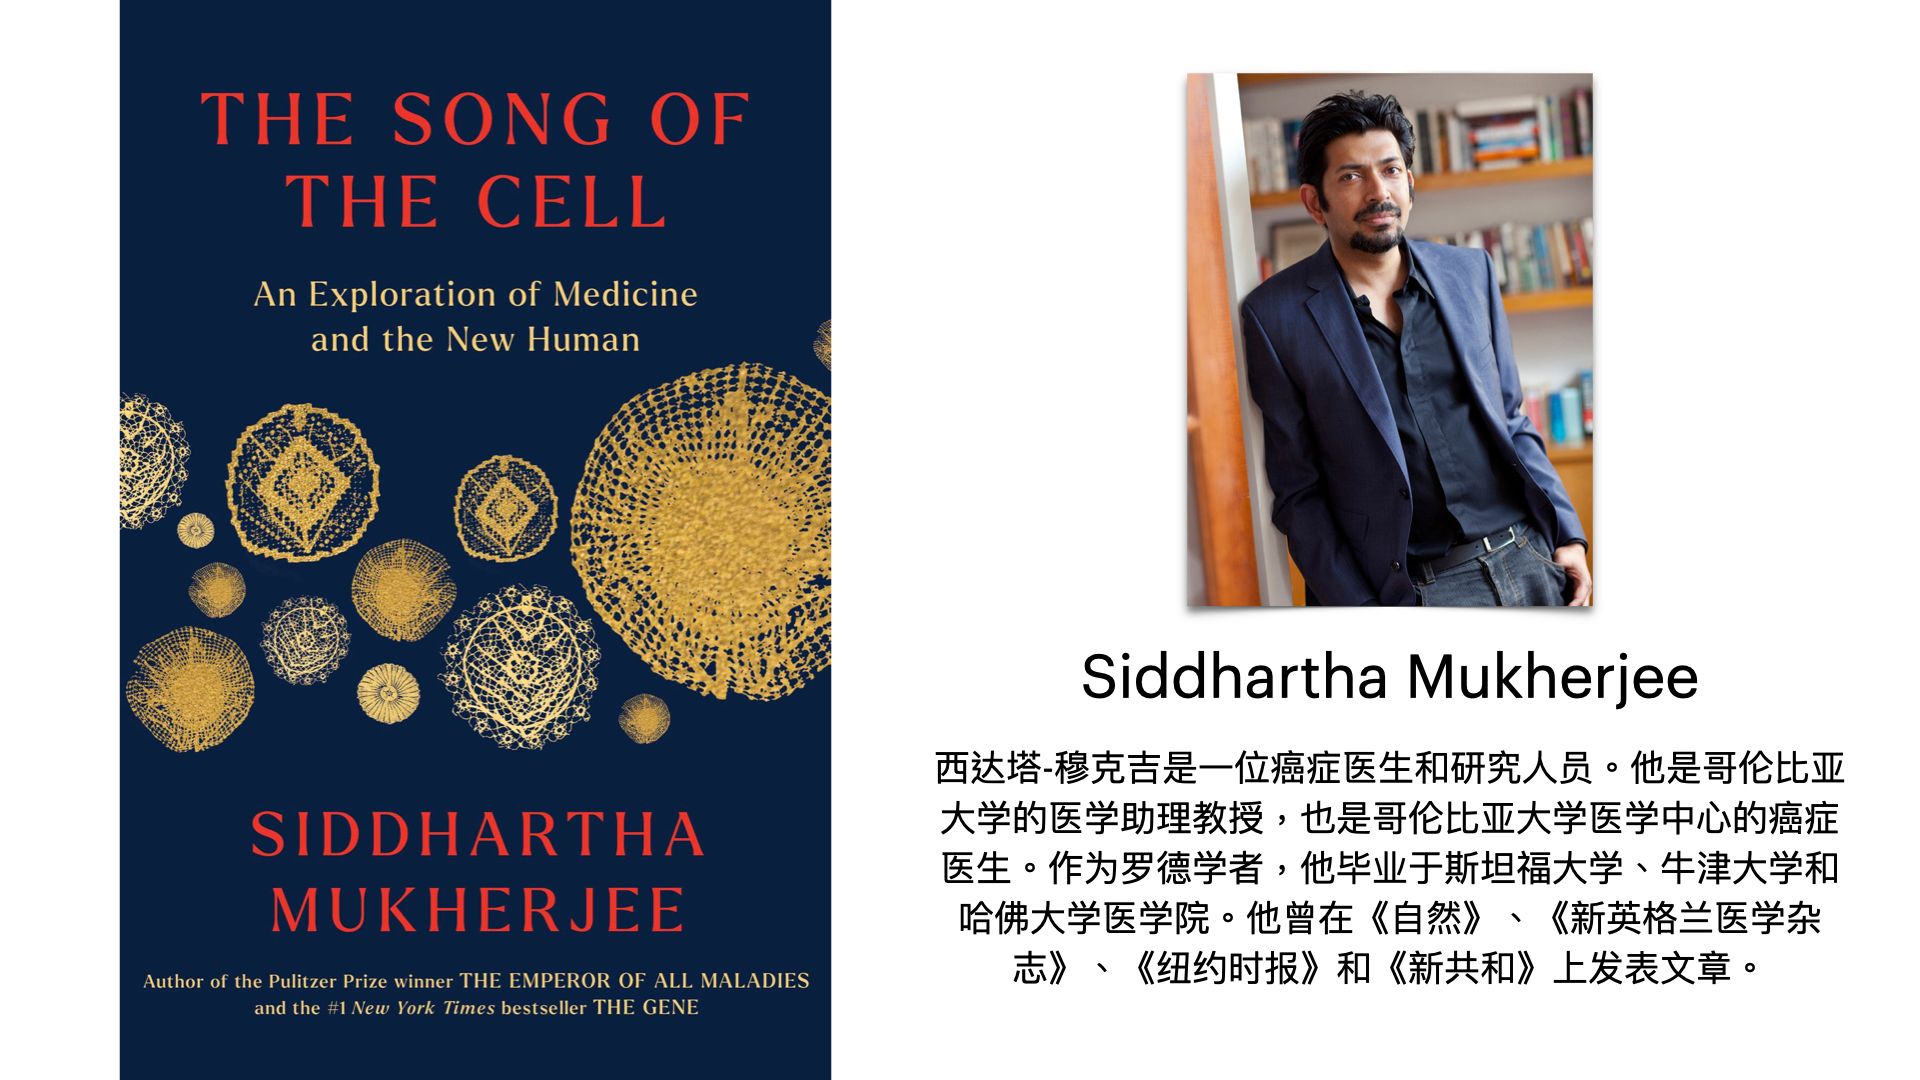 THE SONG OF
THE CELL
An Exploration of Medicine
and the New Human
SIDDHARTHA
MUKHERJEE
Author of the Pulitzer Prize winner THE EMPEROR OF ALL MALADIES
and the #1 New York Times bestseller THE GENE
Siddhartha Mukherjee
西达塔-穆克吉是一位癌症医生和研究人员。他是哥伦比亚
大学的医学助理教授，也是哥伦比亚大学医学中心的癌症
医生。作为罗德学者，他毕业于斯坦福大学、牛津大学和
哈佛大学医学院。他曾在《自然》、《新英格兰医学杂
志》、《纽约时报》和《新共和》上发表文章。